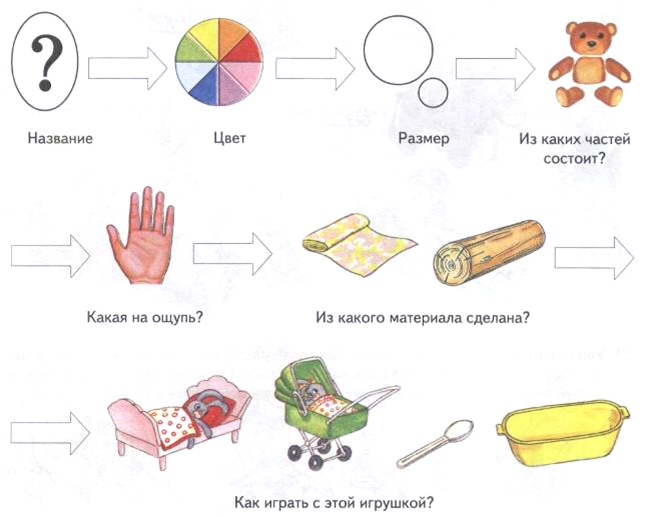 ?
Название
Цвет
Размер
Из каких частей
состоит?
Какая на ощупь?
Из какого материала сделана?
Как играть с этой игрушкой?